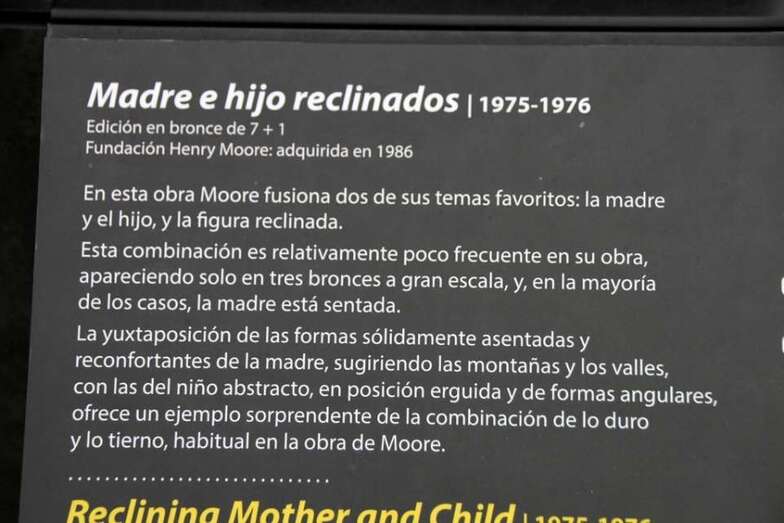 Madre e hijo reclinados | 1975-1976
Edición en bronce de 7 + 1
Fundación Henry Moore: adquirida en 1986
En esta obra Moore fusiona dos de sus temas favoritos: la madre
y el hijo, y la figura reclinada.
Esta combinación es relativamente poco frecuente en su obra,
apareciendo solo en tres bronces a gran escala, y, en la mayoría
de los casos, la madre está sentada.
La yuxtaposición de las formas sólidamente asentadas y
reconfortantes de la madre, sugiriendo las montañas y los valles,
con las del niño abstracto, en posición erguida y de formas angulares,
ofrece un ejemplo sorprendente de la combinación de lo duro
y lo tierno, habitual en la obra de Moore.
..............................
Reclining Mother and Child | 1975-1976